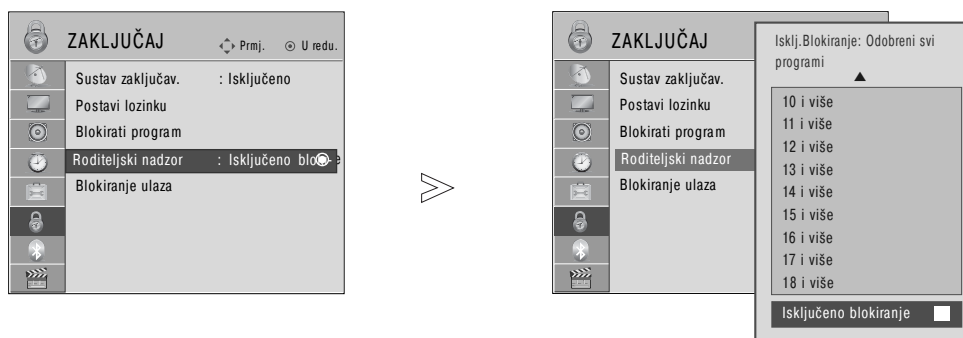 ZAKLJUČAJ
Prmj. U redu.
Sustav zaključav. : Isključeno
Postavi lozinku
Blokirati program
Roditeljski nadzor : Isključeno
Blokiranje ulaza
ZAKLJUČAJ
Sustav zaključav.
Postavi lozinku
Blokirati program
Roditeljski nadzor
Blokiranje ulaza
Isklj.Blokiranje: Odobreni svi
programi
10 i više
11 i više
12 i više
13 i više
14 i više
15 i više
16 i više
17 i više
18 i više
Isključeno blokiranje